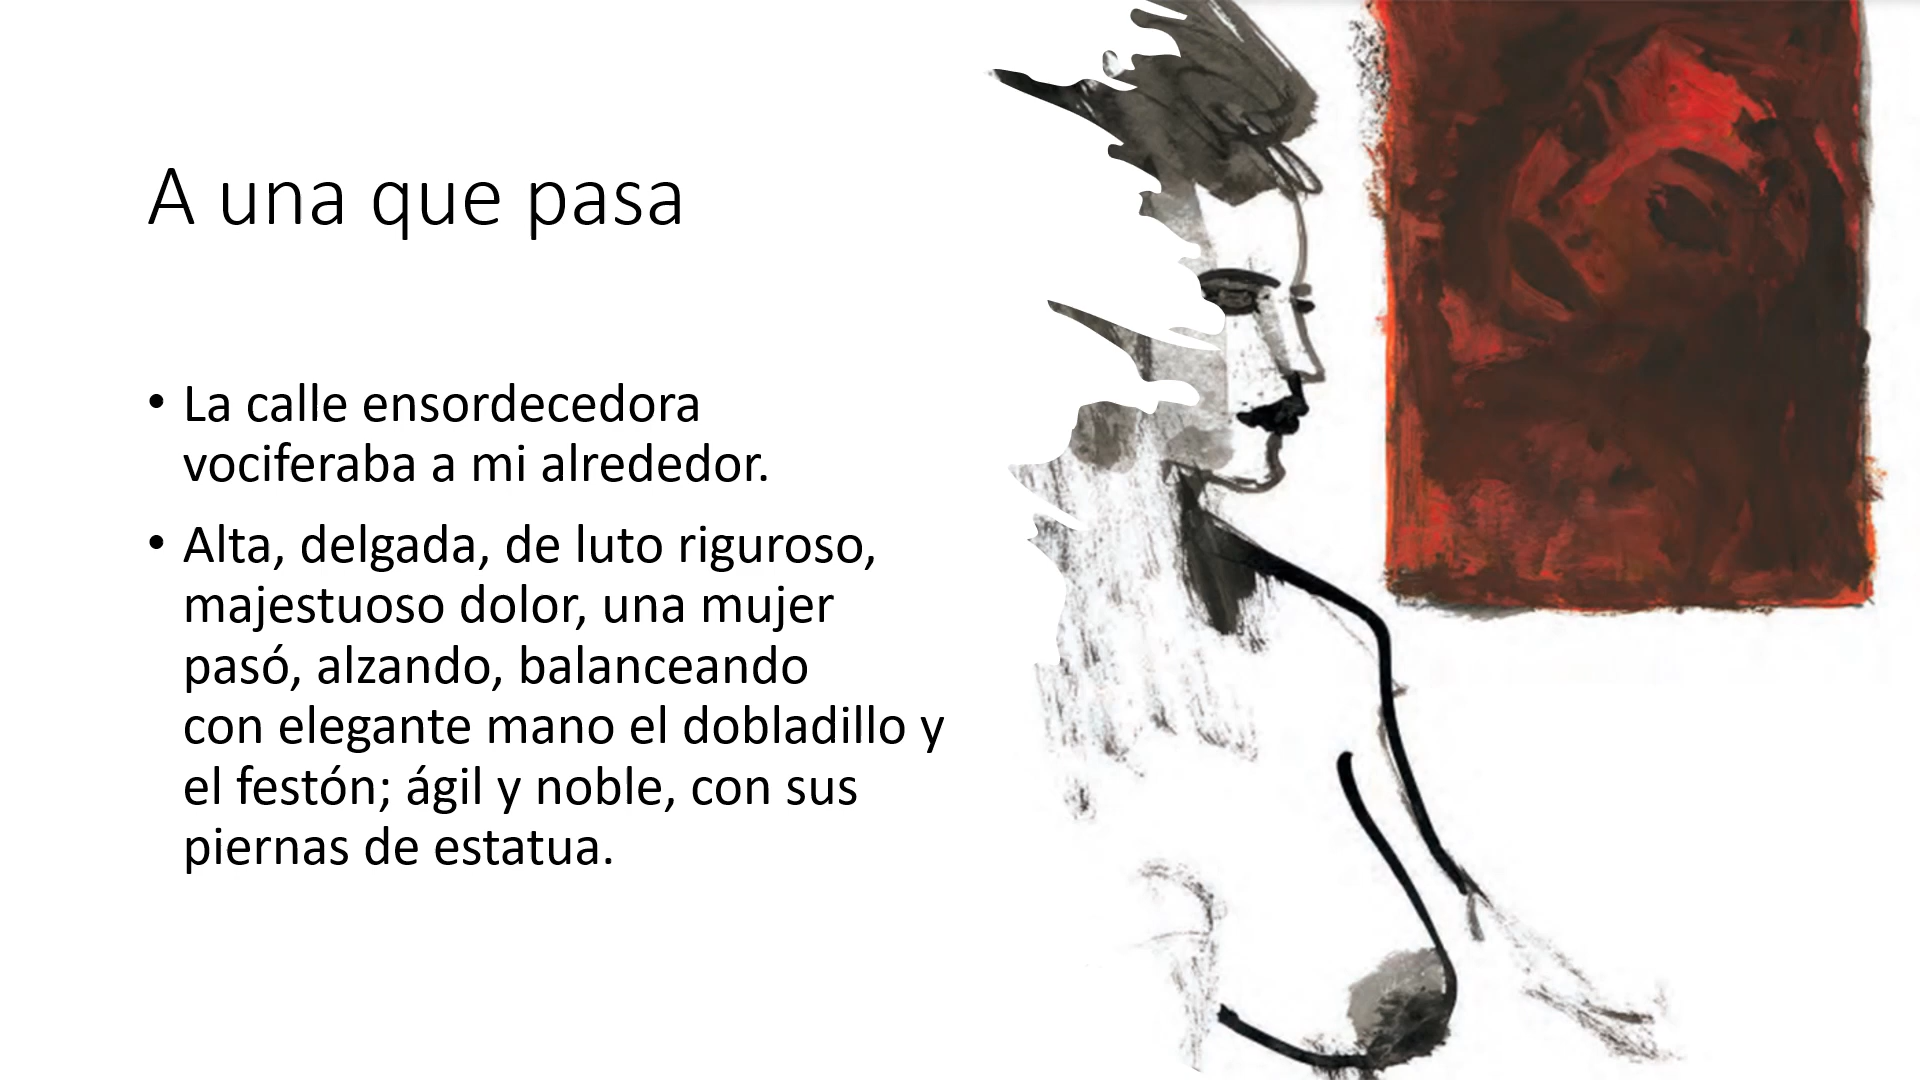 A una que pasa
• La calle ensordecedora
vociferaba a mi alrededor.
• Alta, delgada, de luto riguroso,
majestuoso dolor, una mujer
pasó, alzando, balanceando
con elegante mano el dobladillo y
el festón; ágil y noble, con sus
piernas de estatua.